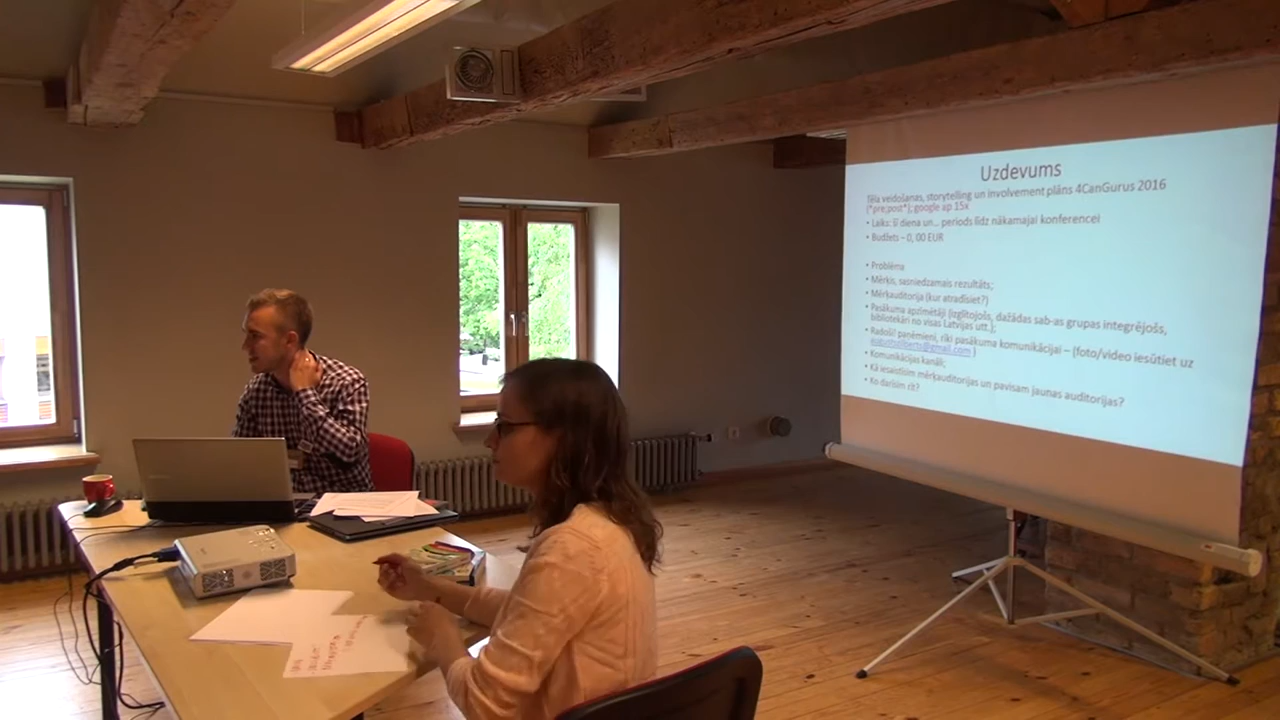 Uzdevums
Tēla veidošanas, storytelling un involvement plāns 4CanGurus 2016
(*pre;post*); google ap 15x
• Laiks: šī diena un... periods līdz nākamajai konferencei
• Budžets – 0, 00 EUR
• Problēma
• Mērķis, sasniedzamais rezultāts;
• Mērķauditorija (kur atradīsiet?)
• Pasākuma apzīmētāji (izglītojošs, dažādas sab-as grupas integrējošs,
bibliotekāri no visas Latvijas utt.);
• Radoši! paņēmieni, rīki pasākuma komunikācijai – (foto/video iesūtiet uz
@gmail.com )
• Komunikācijas kanāli;
• Kā iesaistīsim mērķauditorijas un pavisam jaunas auditorijas?
• Ko darīsim rīt?